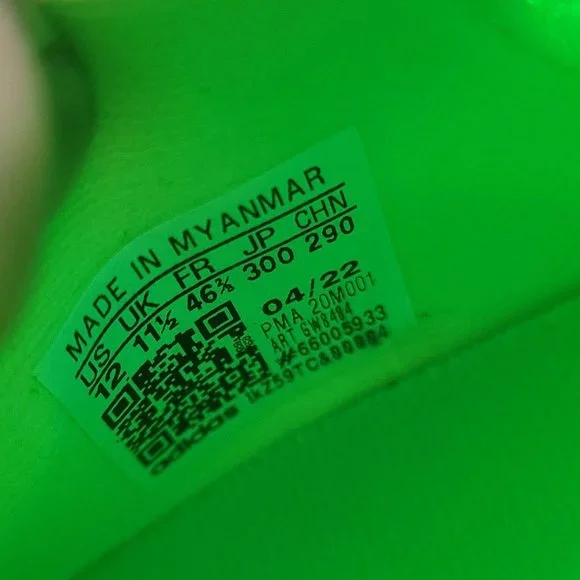 MADE IN MYANMAR
US UK FR JP CHN
12 11½ 46⅔ 300 290
04/22
PMA 20M001
ART GW8484
#66005933
adidas